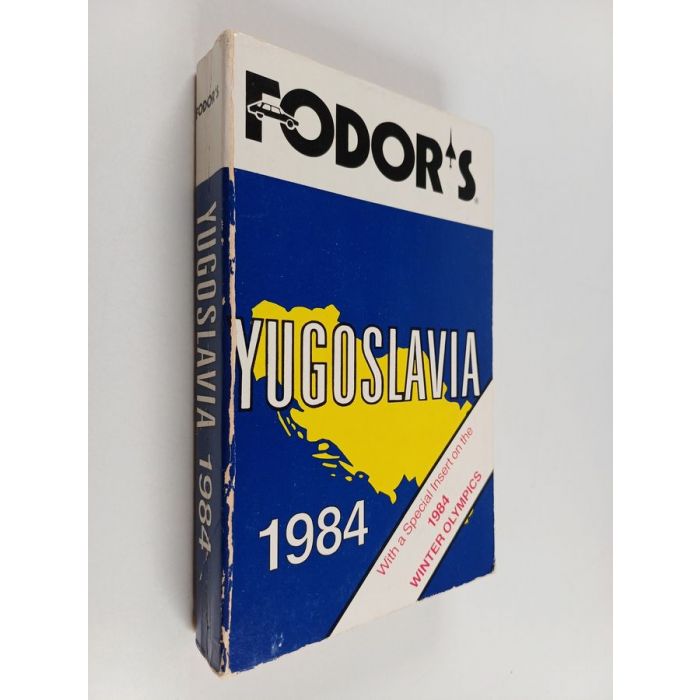 FODOR'S
YUGOSLAVIA 1984
FODOR'S®
YUGOSLAVIA
1984
With a Special Insert on the
1984
WINTER OLYMPICS